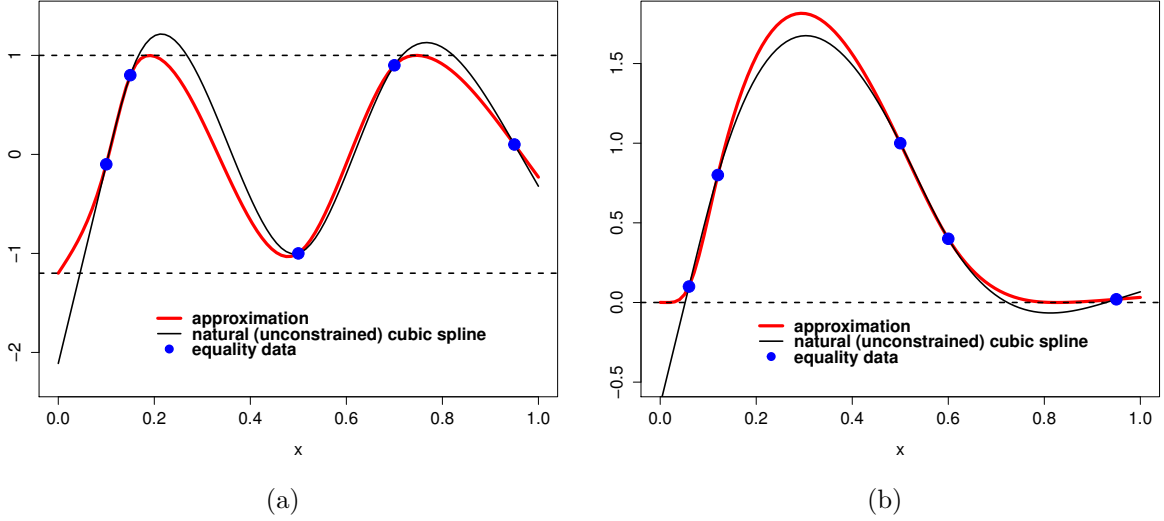 1
0
−1
−2
approximation
natural (unconstrained) cubic spline
equality data
0.0 0.2 0.4 0.6 0.8 1.0
x
(a)
1.5
1.0
0.5
0.0
−0.5
approximation
natural (unconstrained) cubic spline
equality data
0.0 0.2 0.4 0.6 0.8 1.0
x
(b)